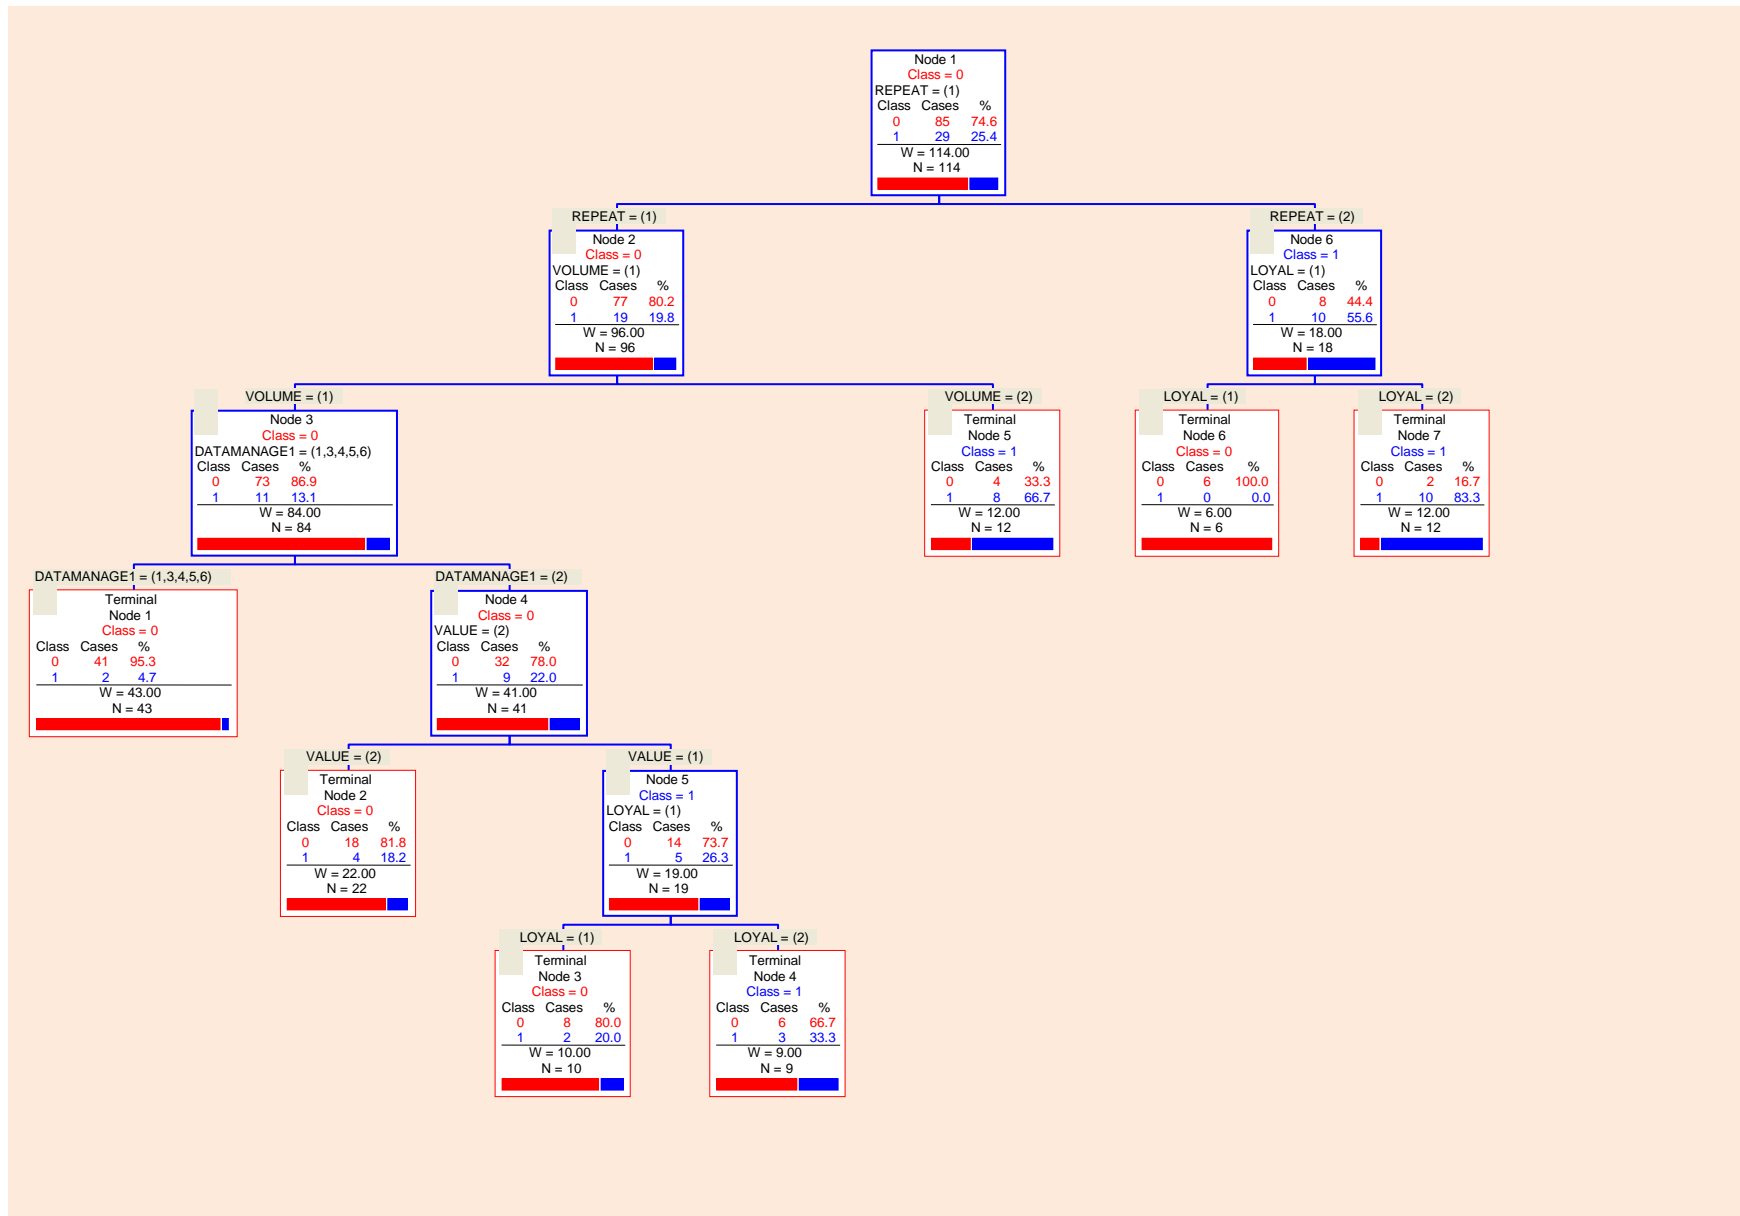 Node 1
Class = 0
REPEAT = (1)
Class Cases %
0 85 74.6
1 29 25.4
W = 114.00
N = 114
REPEAT = (1)
Node 2
Class = 0
VOLUME = (1)
Class Cases %
0 77 80.2
1 19 19.8
W = 96.00
N = 96
REPEAT = (2)
Node 6
Class = 1
LOYAL = (1)
Class Cases %
0 8 44.4
1 10 55.6
W = 18.00
N = 18
VOLUME = (1)
Node 3
Class = 0
DATAMANAGE1 = (1,3,4,5,6)
Class Cases %
0 73 86.9
1 11 13.1
W = 84.00
N = 84
VOLUME = (2)
Terminal
Node 5
Class = 1
Class Cases %
0 4 33.3
1 8 66.7
W = 12.00
N = 12
LOYAL = (1)
Terminal
Node 6
Class = 0
Class Cases %
0 6 100.0
1 0 0.0
W = 6.00
N = 6
LOYAL = (2)
Terminal
Node 7
Class = 1
Class Cases %
0 2 16.7
1 10 83.3
W = 12.00
N = 12
DATAMANAGE1 = (1,3,4,5,6)
Terminal
Node 1
Class = 0
Class Cases %
0 41 95.3
1 2 4.7
W = 43.00
N = 43
DATAMANAGE1 = (2)
Node 4
Class = 0
VALUE = (2)
Class Cases %
0 32 78.0
1 9 22.0
W = 41.00
N = 41
VALUE = (2)
Terminal
Node 2
Class = 0
Class Cases %
0 18 81.8
1 4 18.2
W = 22.00
N = 22
VALUE = (1)
Node 5
Class = 1
LOYAL = (1)
Class Cases %
0 14 73.7
1 5 26.3
W = 19.00
N = 19
LOYAL = (1)
Terminal
Node 3
Class = 0
Class Cases %
0 8 80.0
1 2 20.0
W = 10.00
N = 10
LOYAL = (2)
Terminal
Node 4
Class = 1
Class Cases %
0 6 66.7
1 3 33.3
W = 9.00
N = 9